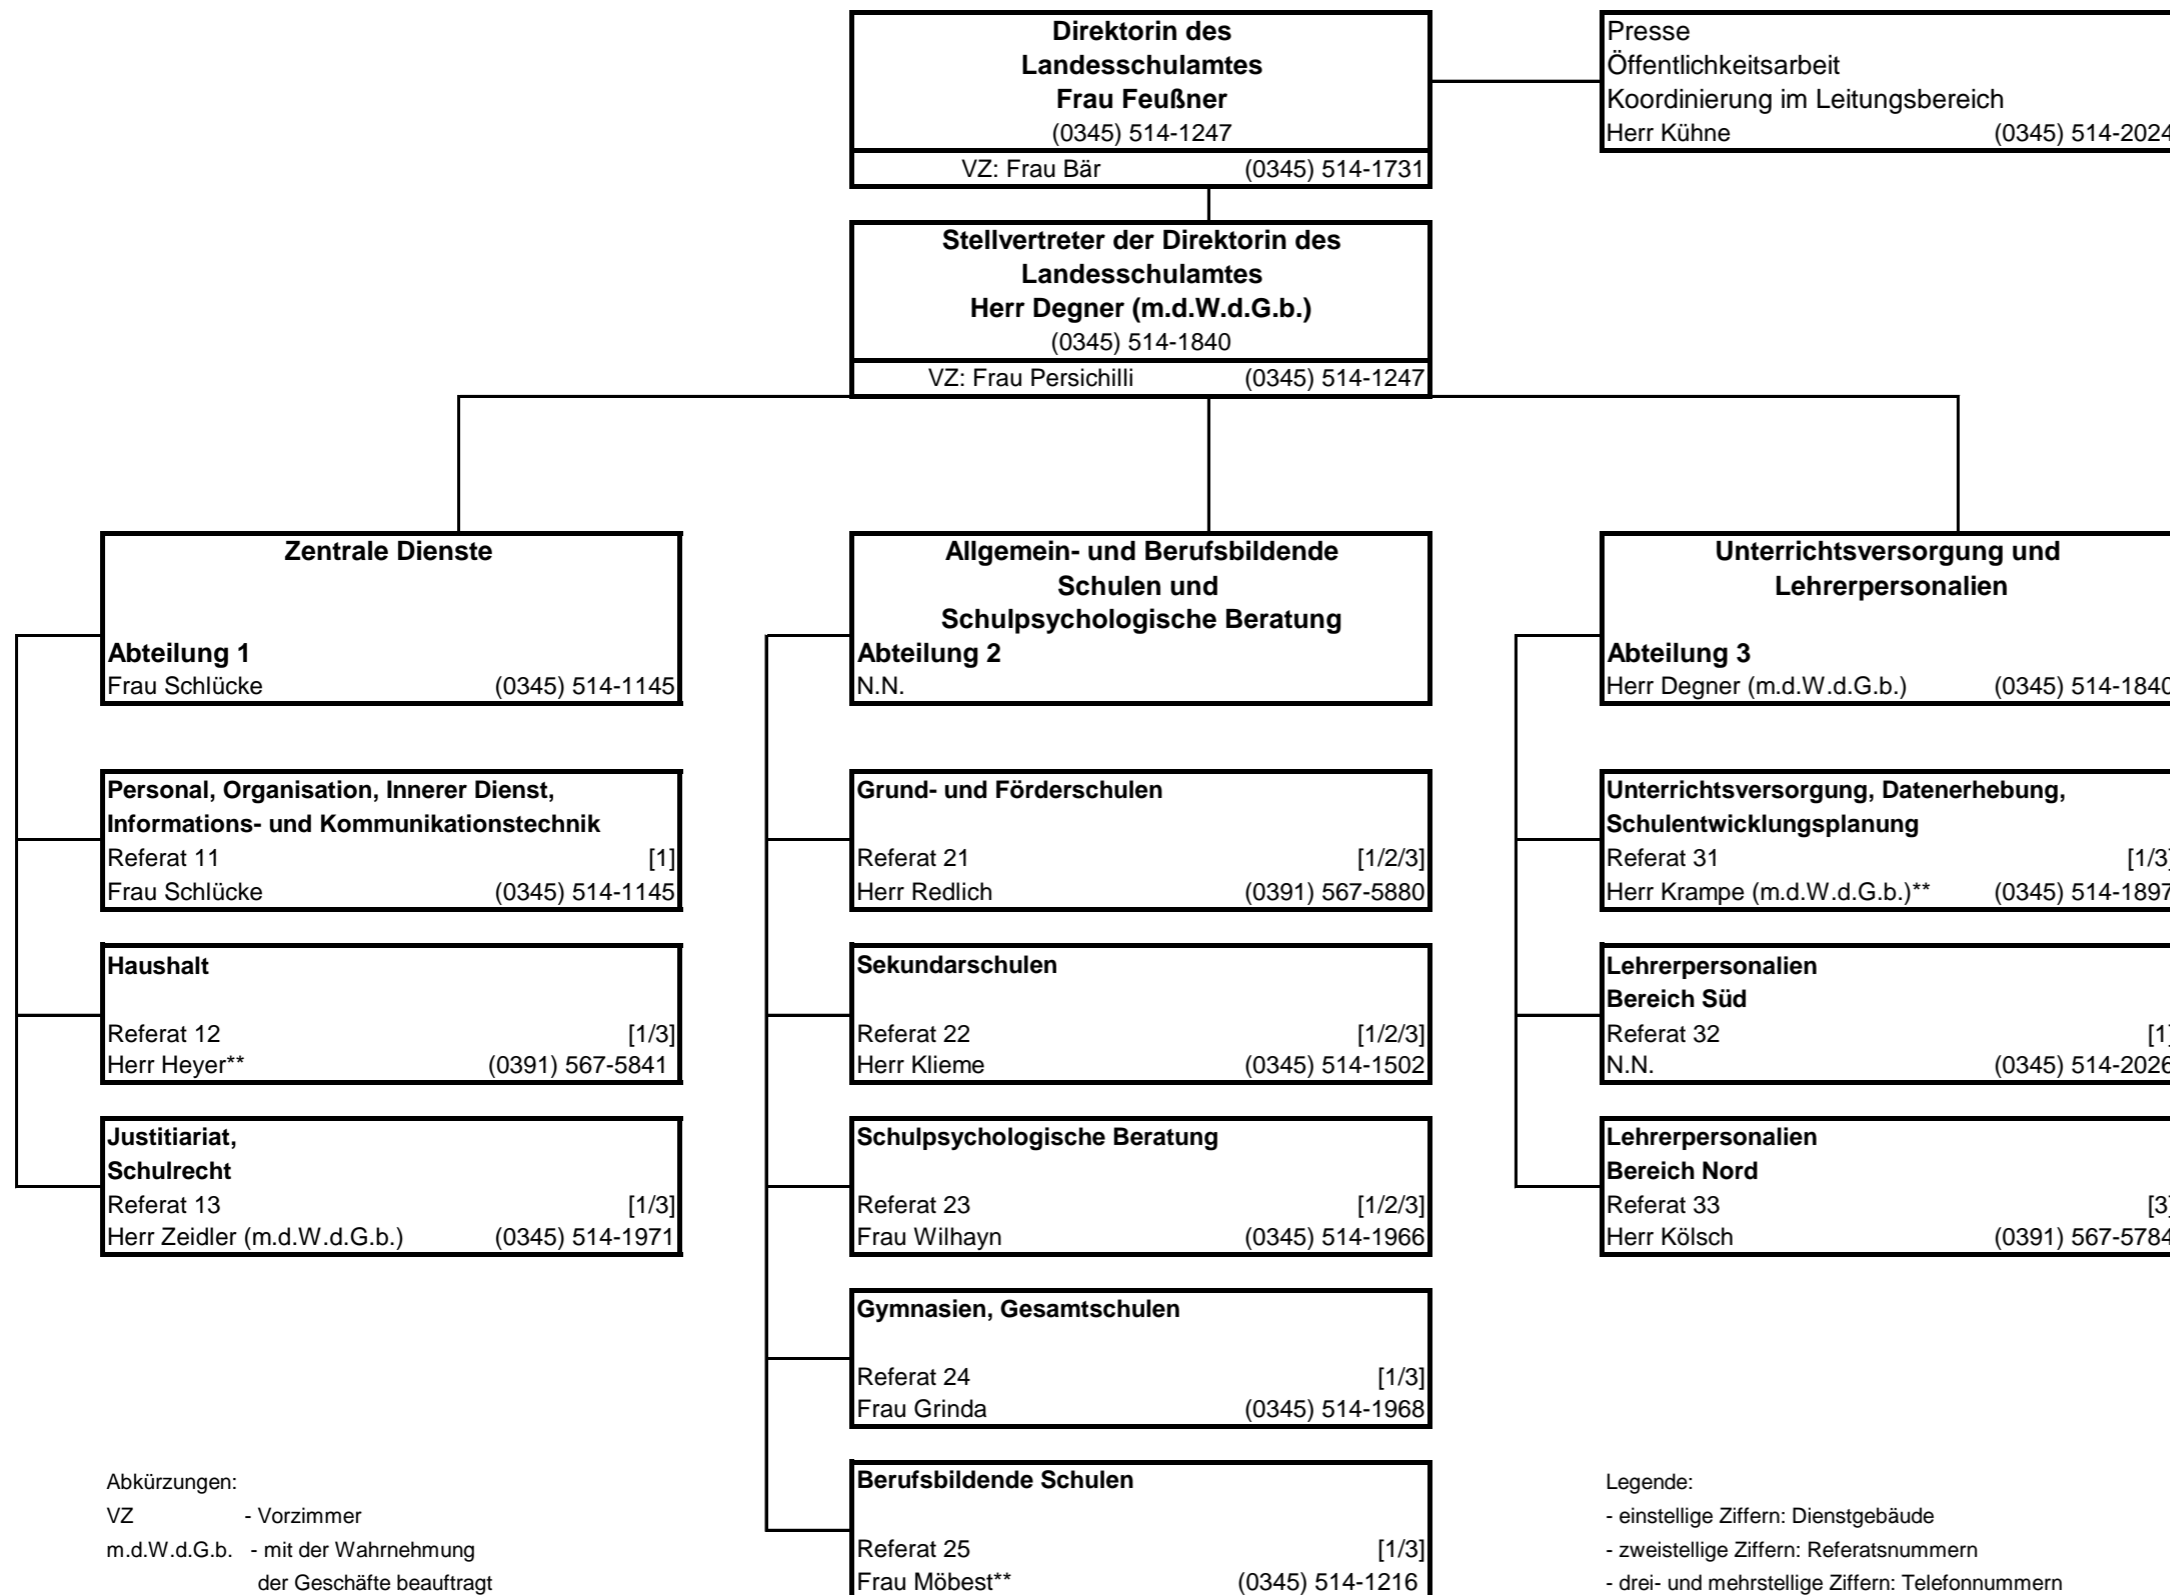 Direktorin des
Landesschulamtes
Frau Feußner
(0345) 514-1247
VZ: Frau Bär (0345) 514-1731
Presse
Öffentlichkeitsarbeit
Koordinierung im Leitungsbereich
Herr Kühne (0345) 514-2024
Stellvertreter der Direktorin des
Landesschulamtes
Herr Degner (m.d.W.d.G.b.)
(0345) 514-1840
VZ: Frau Persichilli (0345) 514-1247
Zentrale Dienste
Abteilung 1
Frau Schlücke (0345) 514-1145
Personal, Organisation, Innerer Dienst,
Informations- und Kommunikationstechnik
Referat 11 [1]
Frau Schlücke (0345) 514-1145
Haushalt
Referat 12 [1/3]
Herr Heyer** (0391) 567-5841
Justitiariat,
Schulrecht
Referat 13 [1/3]
Herr Zeidler (m.d.W.d.G.b.) (0345) 514-1971
Allgemein- und Berufsbildende
Schulen und
Schulpsychologische Beratung
Abteilung 2
N.N.
Grund- und Förderschulen
Referat 21 [1/2/3]
Herr Redlich (0391) 567-5880
Sekundarschulen
Referat 22 [1/2/3]
Herr Klieme (0345) 514-1502
Schulpsychologische Beratung
Referat 23 [1/2/3]
Frau Wilhayn (0345) 514-1966
Gymnasien, Gesamtschulen
Referat 24 [1/3]
Frau Grinda (0345) 514-1968
Berufsbildende Schulen
Referat 25 [1/3]
Frau Möbest** (0345) 514-1216
Unterrichtsversorgung und
Lehrerpersonalien
Abteilung 3
Herr Degner (m.d.W.d.G.b.) (0345) 514-1840
Unterrichtsversorgung, Datenerhebung,
Schulentwicklungsplanung
Referat 31 [1/3]
Herr Krampe (m.d.W.d.G.b.)** (0345) 514-1897
Lehrerpersonalien
Bereich Süd
Referat 32 [1]
N.N. (0345) 514-2026
Lehrerpersonalien
Bereich Nord
Referat 33 [3]
Herr Kölsch (0391) 567-5784
Abkürzungen:
VZ - Vorzimmer
m.d.W.d.G.b. - mit der Wahrnehmung
der Geschäfte beauftragt
Legende:
- einstellige Ziffern: Dienstgebäude
- zweistellige Ziffern: Referatsnummern
- drei- und mehrstellige Ziffern: Telefonnummern